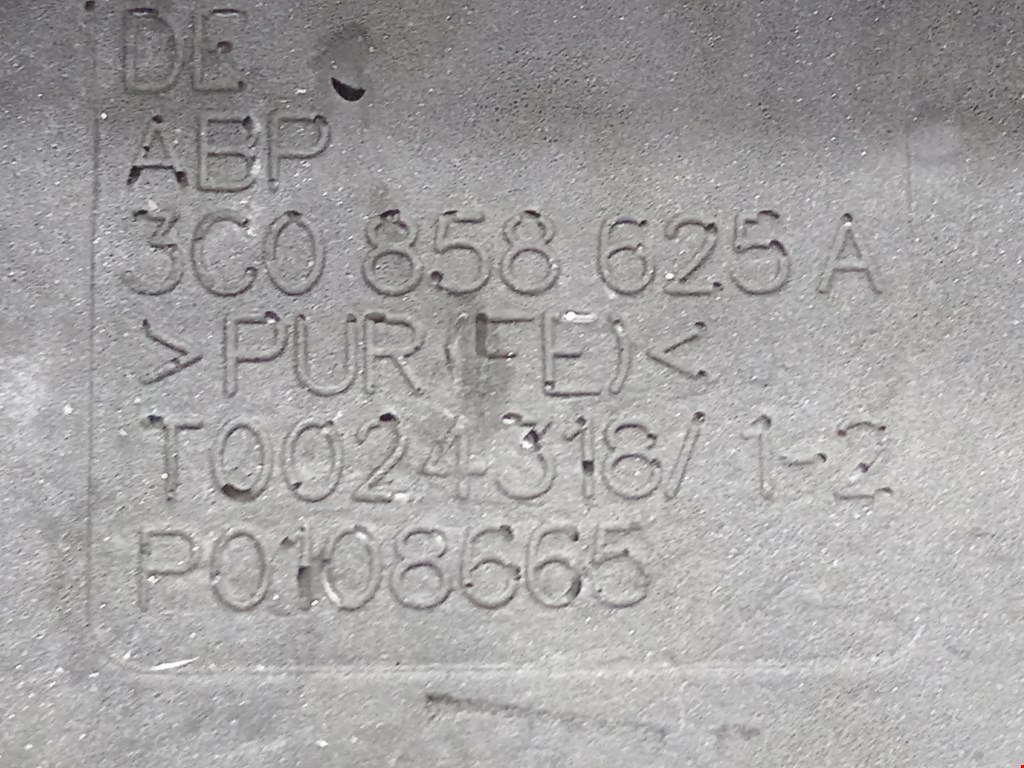 DE
ABP
3C0 858 625 A
>PUR(FE)<
T0024318/1-2
P0108665